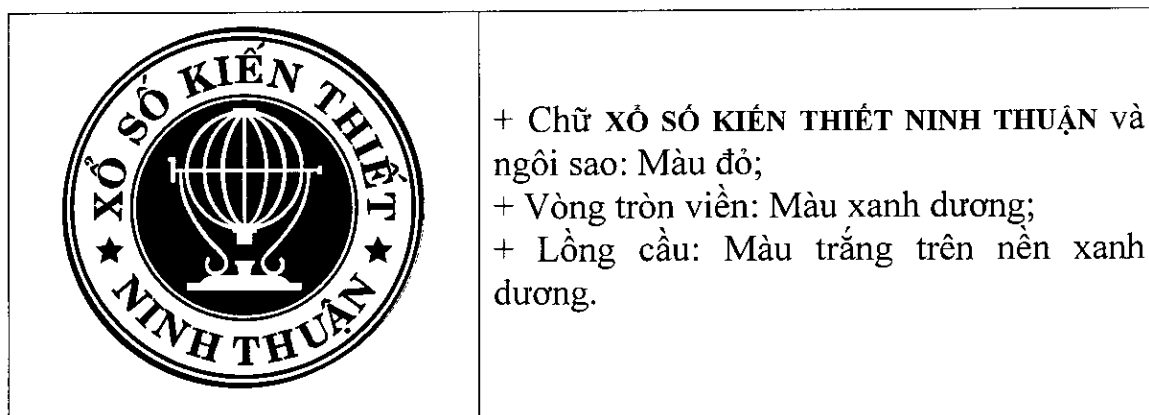 XỔ SỐ KIẾN THIẾT
NINH THUẬN
+ Chữ XỔ SỐ KIẾN THIẾT NINH THUẬN và
ngôi sao: Màu đỏ;
+ Vòng tròn viền: Màu xanh dương;
+ Lồng cầu: Màu trắng trên nền xanh
dương.